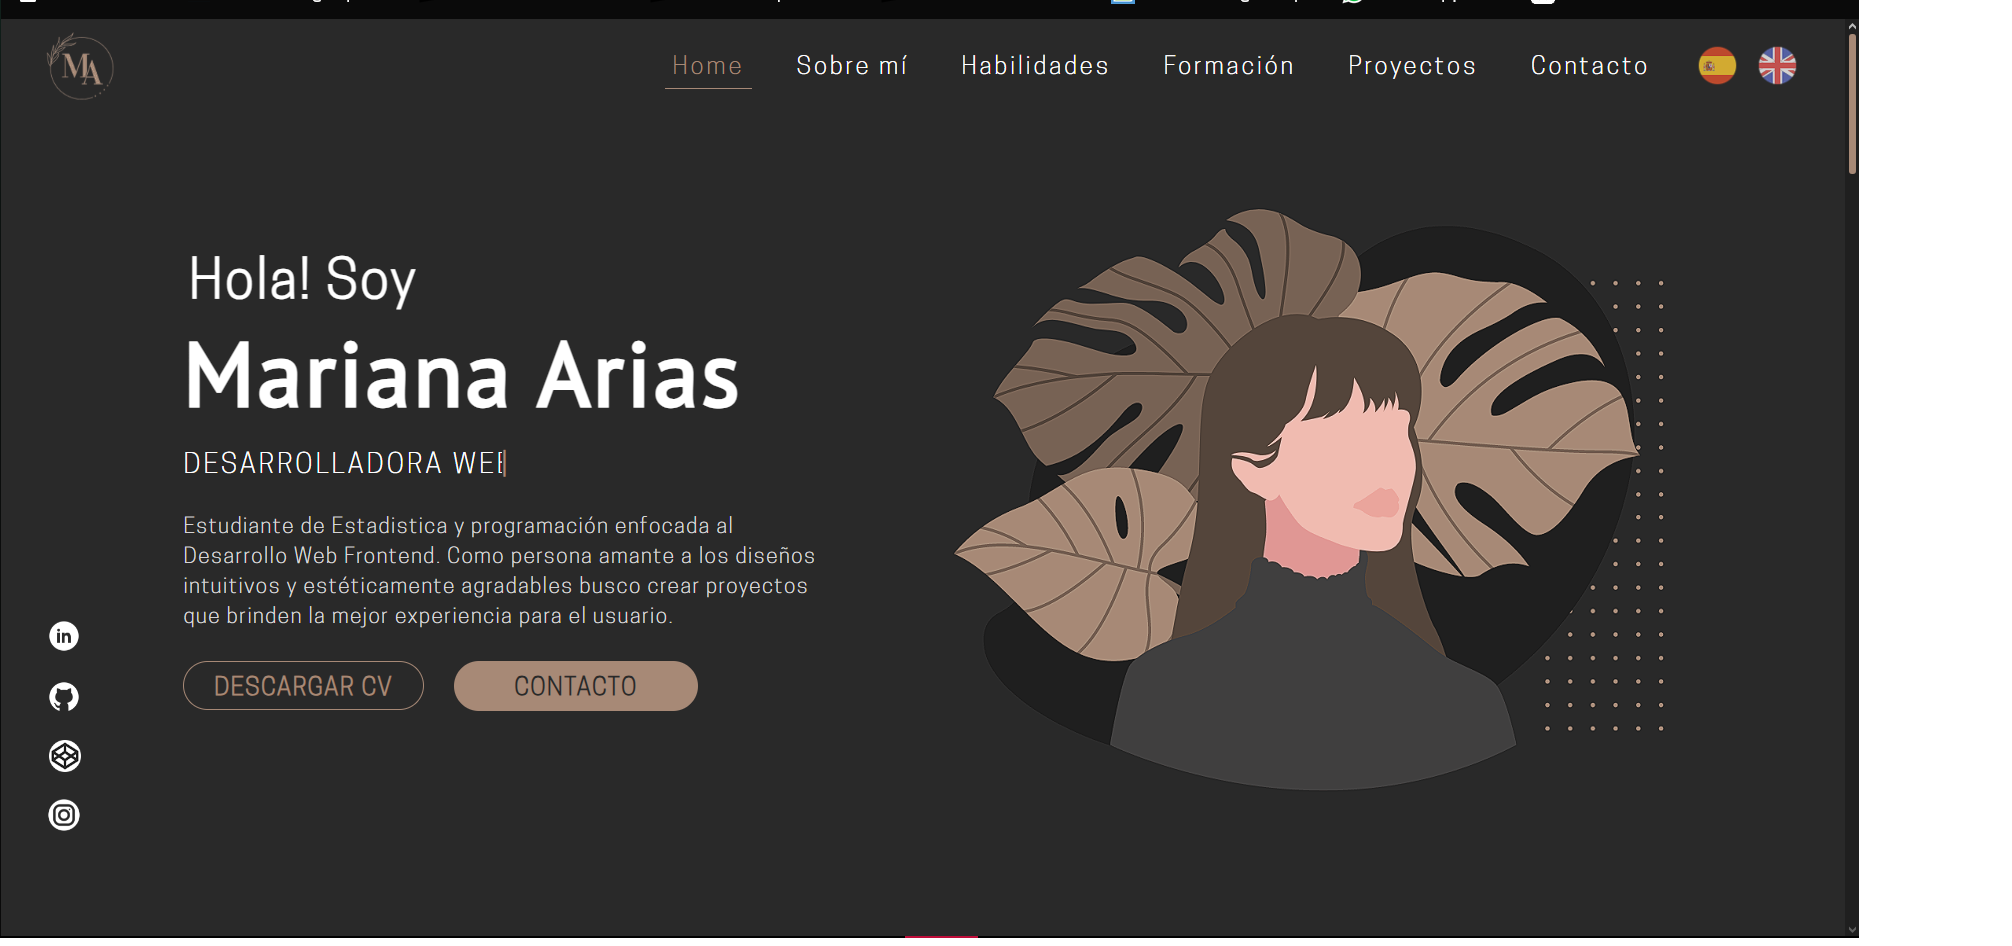 MA
Home Sobre mí Habilidades Formación Proyectos Contacto
Hola! Soy
Mariana Arias
DESARROLLADORA WEB
Estudiante de Estadistica y programación enfocada al
Desarrollo Web Frontend. Como persona amante a los diseños
intuitivos y estéticamente agradables busco crear proyectos
que brinden la mejor experiencia para el usuario.
in
DESCARGAR CV CONTACTO